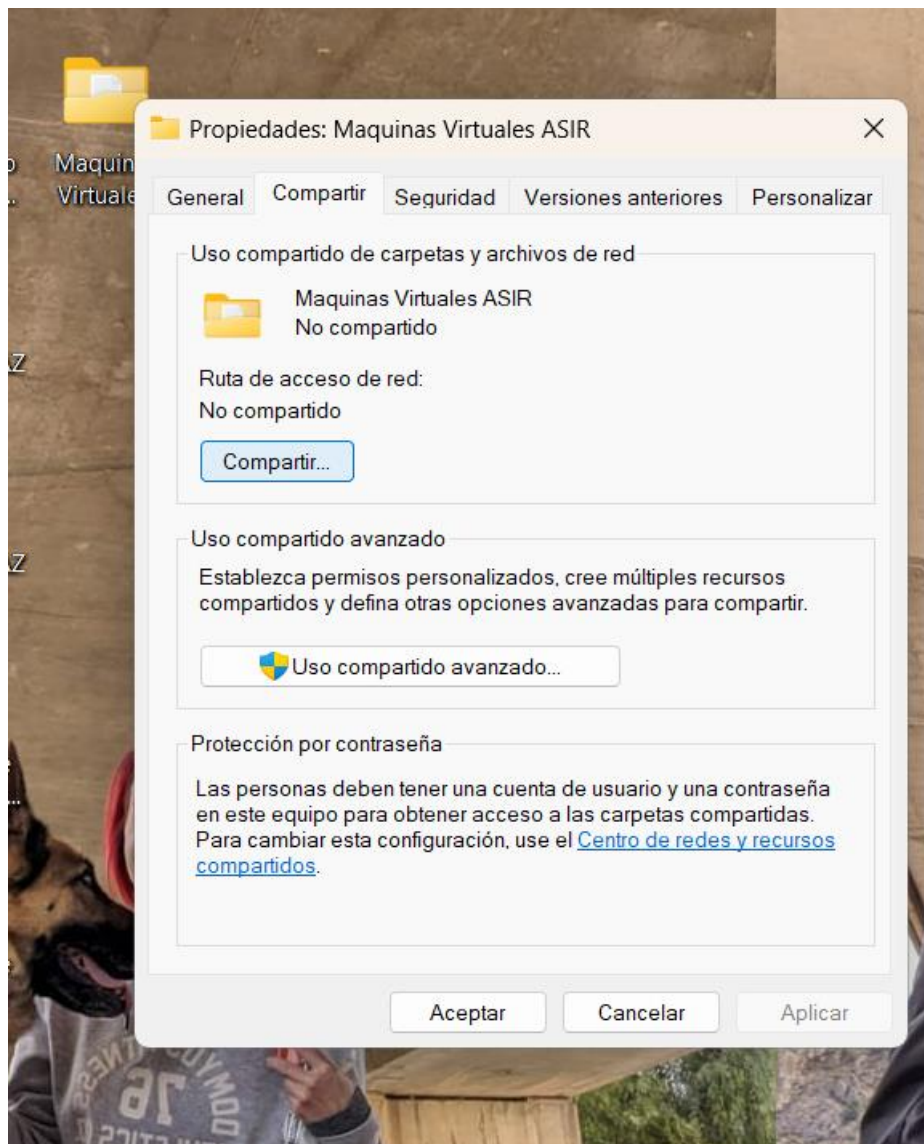 Maquin
Virtuale
Propiedades: Maquinas Virtuales ASIR
General
Compartir
Seguridad
Versiones anteriores
Personalizar
Uso compartido de carpetas y archivos de red
Maquinas Virtuales ASIR
No compartido
Ruta de acceso de red:
No compartido
Compartir...
Uso compartido avanzado
Establezca permisos personalizados, cree múltiples recursos
compartidos y defina otras opciones avanzadas para compartir.
Uso compartido avanzado...
Protección por contraseña
Las personas deben tener una cuenta de usuario y una contraseña
en este equipo para obtener acceso a las carpetas compartidas.
Para cambiar esta configuración, use el Centro de redes y recursos
compartidos.
Aceptar
Cancelar
Aplicar
76